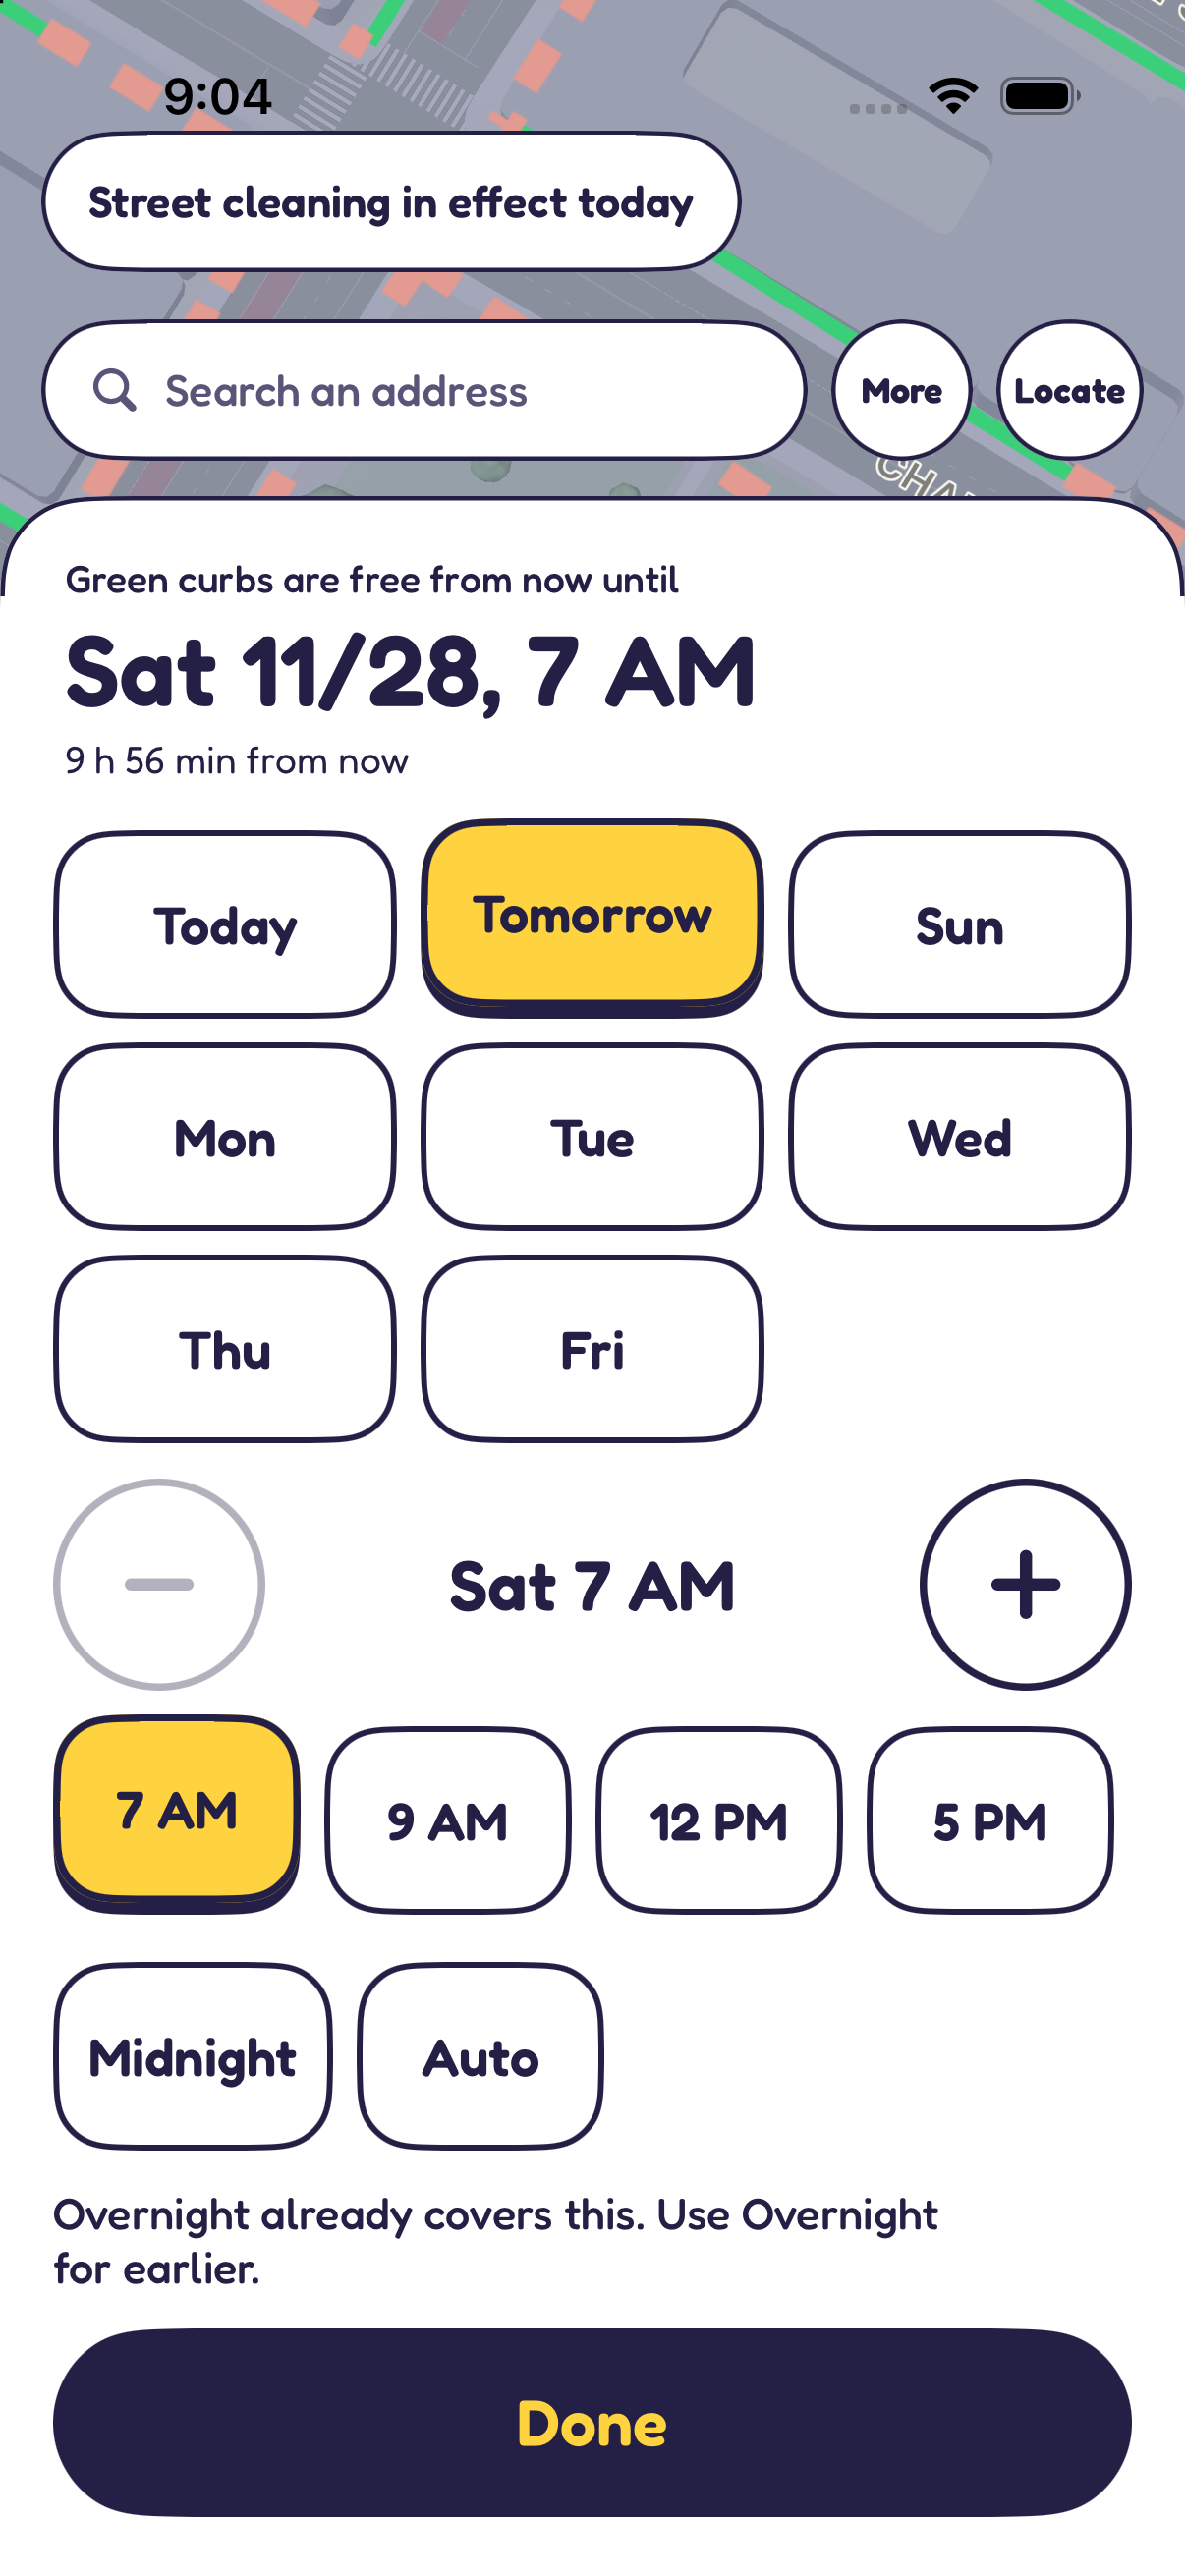 9:04
Street cleaning in effect today
Search an address
More
Locate
Green curbs are free from now until
Sat 11/28, 7 AM
9 h 56 min from now
Today
Tomorrow
Sun
Mon
Tue
Wed
Thu
Fri
Sat 7 AM
7 AM
9 AM
12 PM
5 PM
Midnight
Auto
Overnight already covers this. Use Overnight
for earlier.
Done